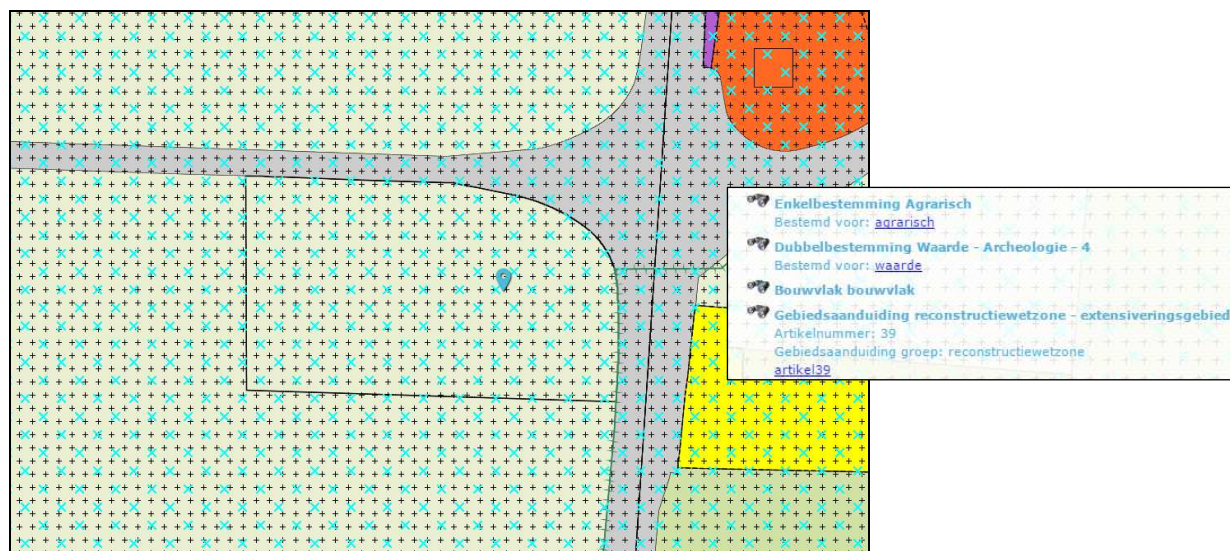 Enkelbestemming Agrarisch
Bestemd voor: agrarisch
Dubbelbestemming Waarde - Archeologie - 4
Bestemd voor: waarde
Bouwvlak bouwvlak
Gebiedsaanduiding reconstructiewetzone - extensiveringsgebied
Artikelnummer: 39
Gebiedsaanduiding groep: reconstructiewetzone
artikel39